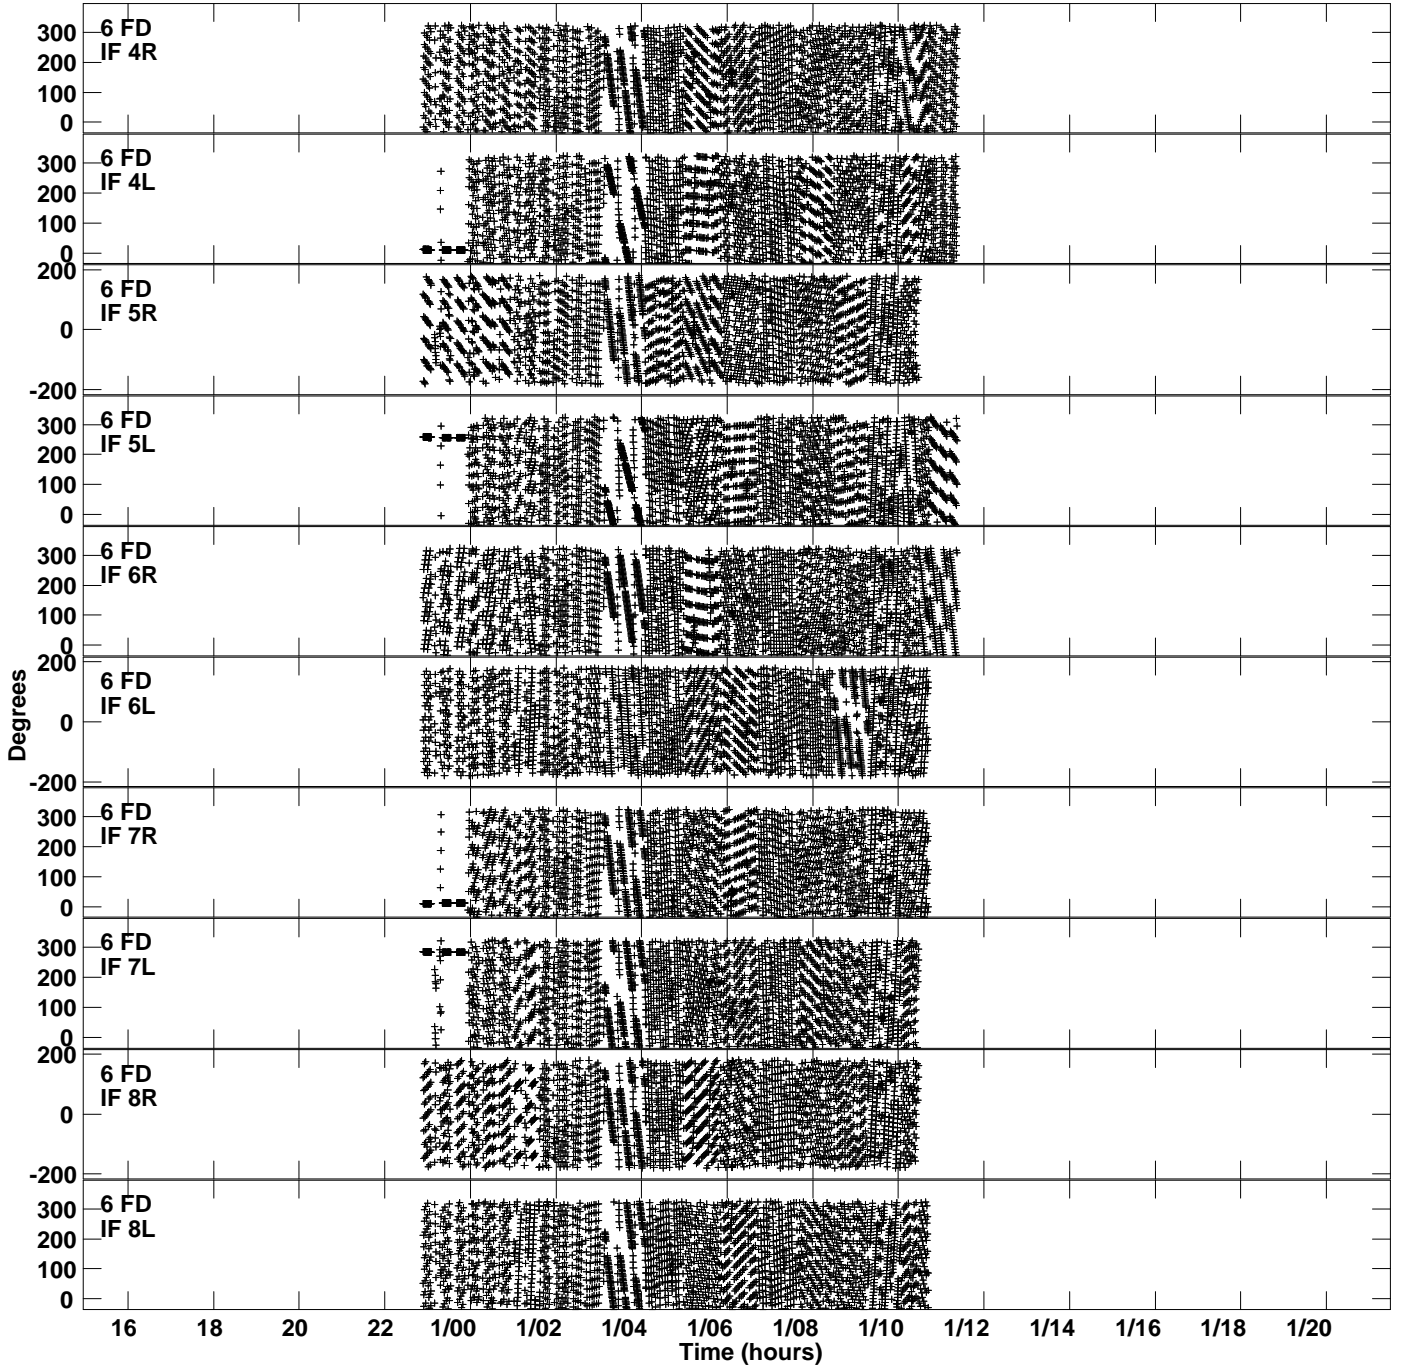 6 FD
IF 4R
300
200
100
0
6 FD
IF 4L
300
200
100
0
6 FD
IF 5R
200
0
-200
6 FD
IF 5L
300
200
100
0
6 FD
IF 6R
300
200
100
0
6 FD
IF 6L
200
0
-200
6 FD
IF 7R
300
200
100
0
6 FD
IF 7L
300
200
100
0
6 FD
IF 8R
200
0
-200
6 FD
IF 8L
300
200
100
0
Degrees
16 18 20 22 1/00 1/02 1/04 1/06 1/08 1/10 1/12 1/14 1/16 1/18 1/20
Time (hours)